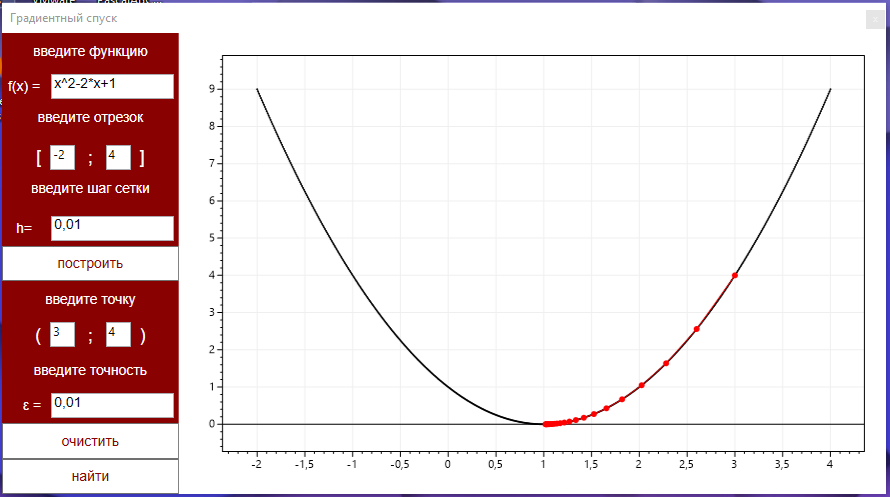 Градиентный спуск
введите функцию
f(x) = x^2-2*x+1
введите отрезок
[ -2 ; 4 ]
введите шаг сетки
h= 0,01
построить
введите точку
( 3 ; 4 )
введите точность
ε = 0,01
очистить
найти
9
8
7
6
5
4
3
2
1
0
-2 -1,5 -1 -0,5 0 0,5 1 1,5 2 2,5 3 3,5 4